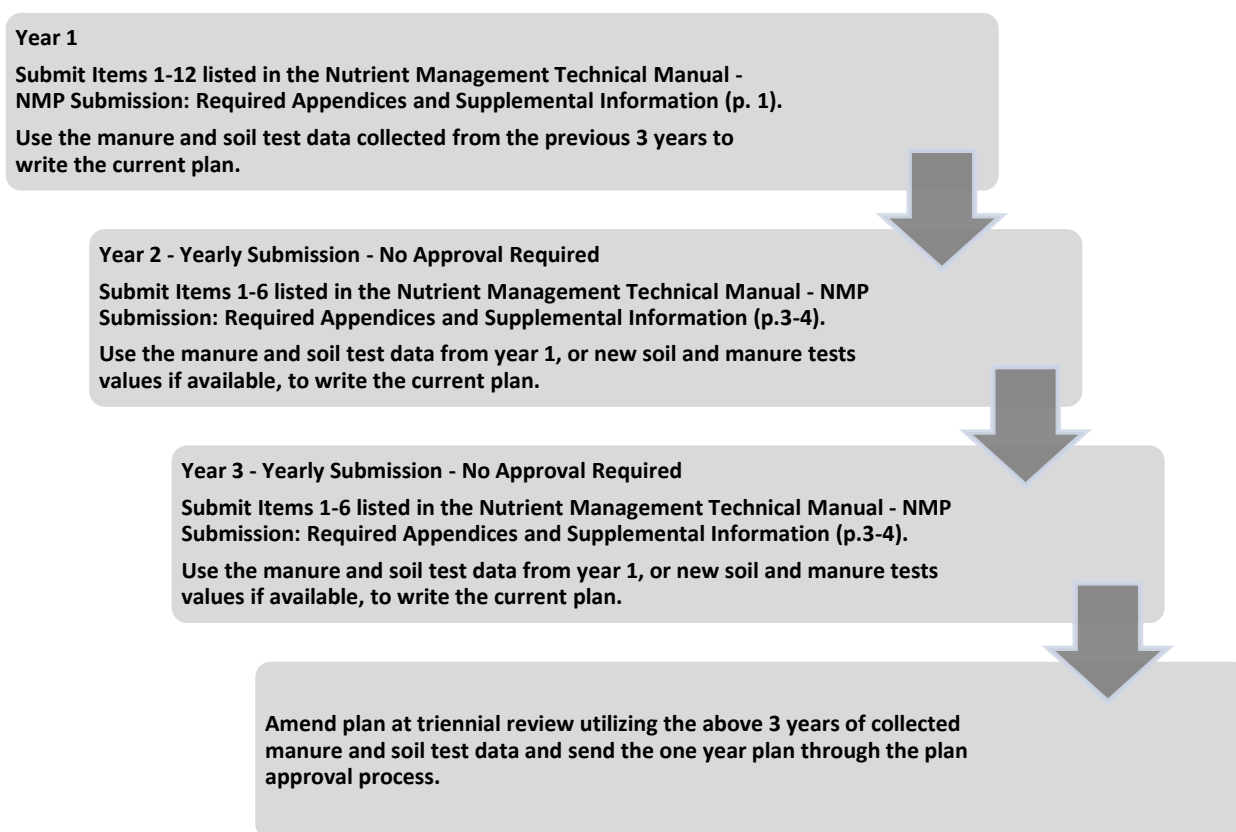 Year 1
Submit Items 1-12 listed in the Nutrient Management Technical Manual -
NMP Submission: Required Appendices and Supplemental Information (p. 1).
Use the manure and soil test data collected from the previous 3 years to
write the current plan.
Year 2 - Yearly Submission - No Approval Required
Submit Items 1-6 listed in the Nutrient Management Technical Manual - NMP
Submission: Required Appendices and Supplemental Information (p.3-4).
Use the manure and soil test data from year 1, or new soil and manure tests
values if available, to write the current plan.
Year 3 - Yearly Submission - No Approval Required
Submit Items 1-6 listed in the Nutrient Management Technical Manual - NMP
Submission: Required Appendices and Supplemental Information (p.3-4).
Use the manure and soil test data from year 1, or new soil and manure tests
values if available, to write the current plan.
Amend plan at triennial review utilizing the above 3 years of collected
manure and soil test data and send the one year plan through the plan
approval process.